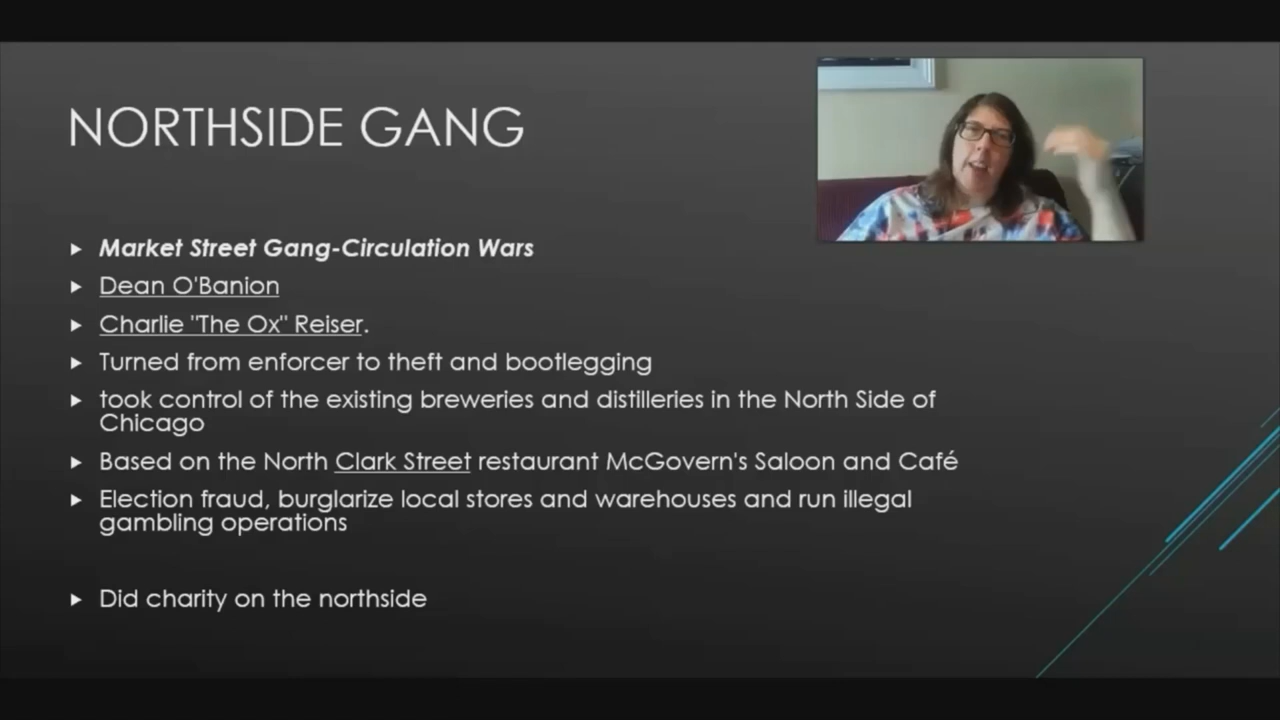 NORTHSIDE GANG
Market Street Gang-Circulation Wars
Dean O'Banion
Charlie "The Ox" Reiser.
Turned from enforcer to theft and bootlegging
took control of the existing breweries and distilleries in the North Side of
Chicago
Based on the North Clark Street restaurant McGovern's Saloon and Café
Election fraud, burglarize local stores and warehouses and run illegal
gambling operations
Did charity on the northside